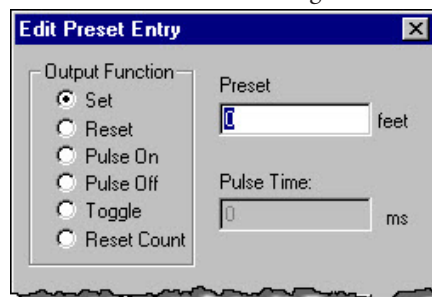 Edit Preset Entry
Output Function
Set
Reset
Pulse On
Pulse Off
Toggle
Reset Count
Preset
0 feet
Pulse Time:
0 ms